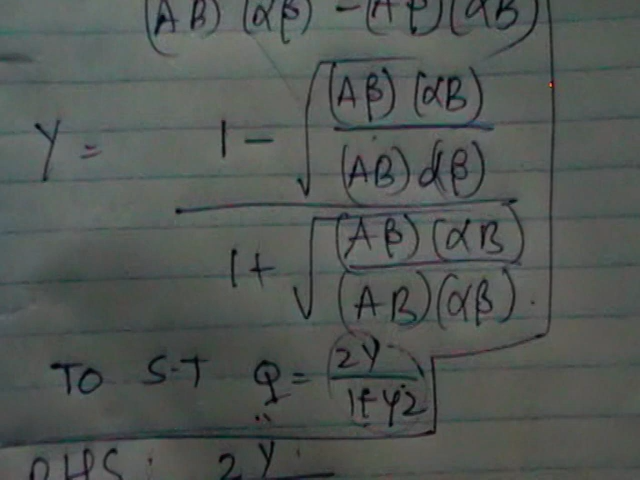 (AB) (αβ) - (Aβ) (αB)
Y = 1 - √((Aβ) (αB) / (AB) (αβ))
1 + √((Aβ) (αB) / (AB) (αβ)) .
TO S.T Q = 2Y / 1+Y2
RHS : 2Y